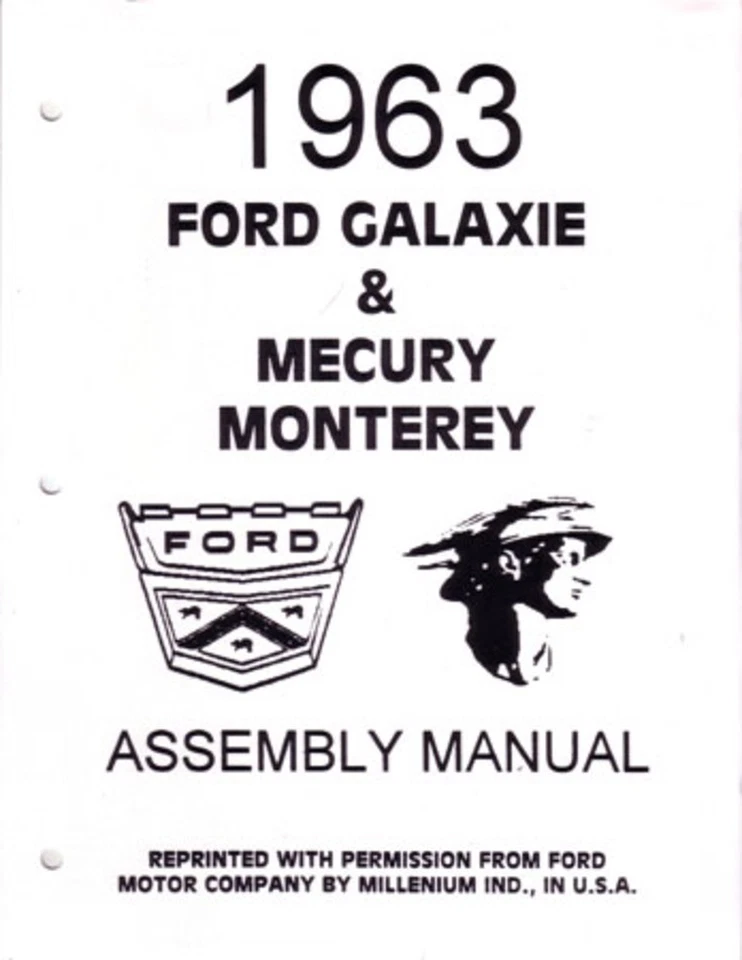 1963
FORD GALAXIE
&
MECURY
MONTEREY
FORD
ASSEMBLY MANUAL
REPRINTED WITH PERMISSION FROM FORD
MOTOR COMPANY BY MILLENIUM IND., IN U.S.A.